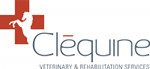 Clēquine
VETERINARY & REHABILITATION SERVICES